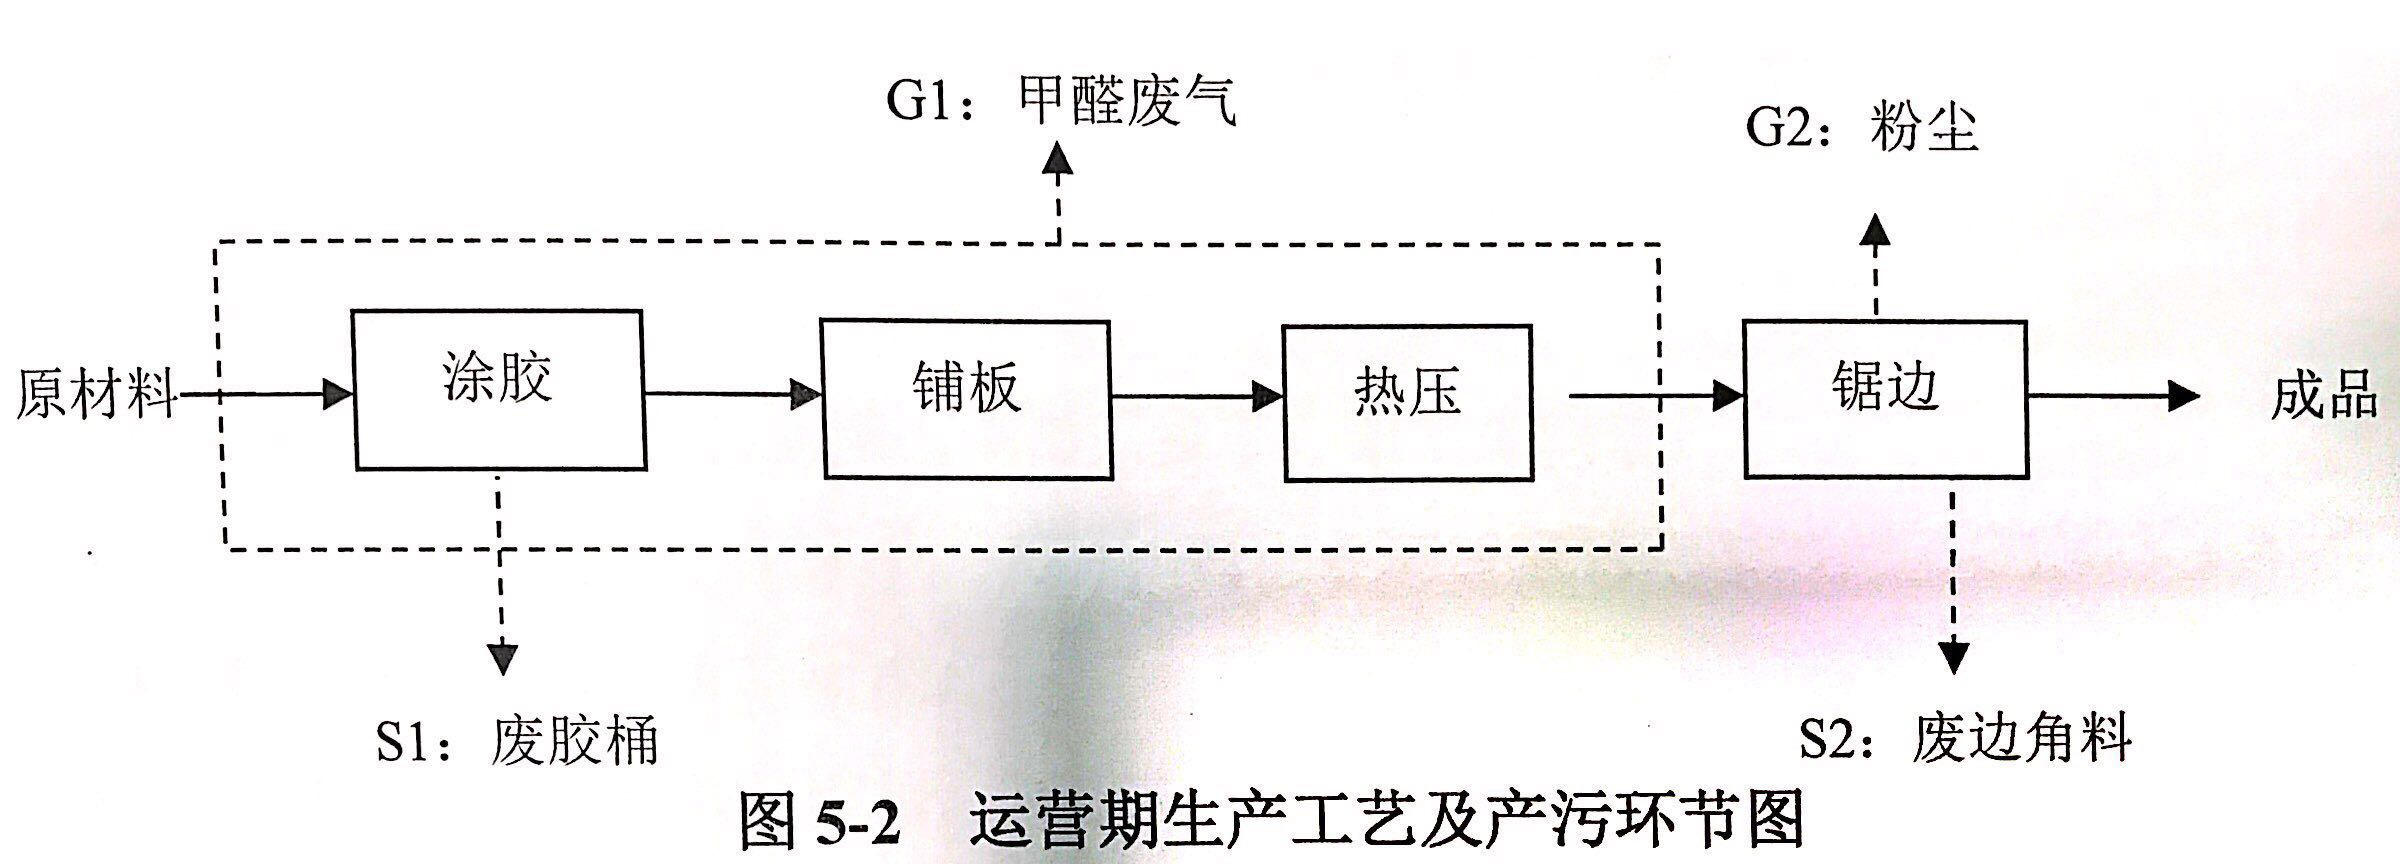 G1：甲醛废气
G2：粉尘
原材料
涂胶
铺板
热压
锯边
成品
S1：废胶桶
S2：废边角料
图 5-2 运营期生产工艺及产污环节图